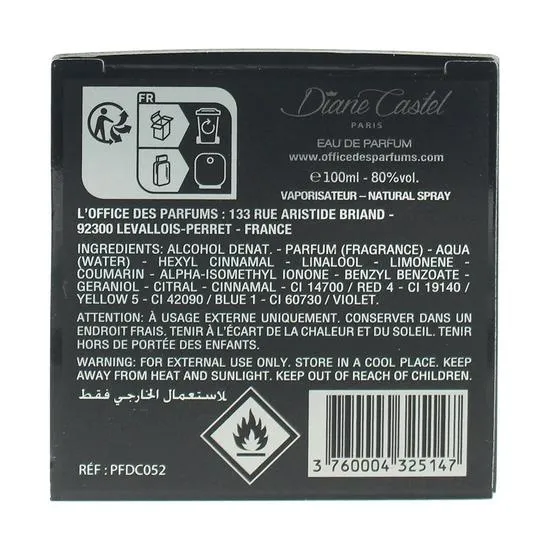 FR
Diane Castel
PARIS
EAU DE PARFUM
www.officedesparfums.com
℮ 100ml - 80%vol.
VAPORISATEUR – NATURAL SPRAY
L'OFFICE DES PARFUMS : 133 RUE ARISTIDE BRIAND -
92300 LEVALLOIS-PERRET - FRANCE
INGREDIENTS: ALCOHOL DENAT. - PARFUM (FRAGRANCE) - AQUA
(WATER) - HEXYL CINNAMAL - LINALOOL - LIMONENE -
COUMARIN - ALPHA-ISOMETHYL IONONE - BENZYL BENZOATE -
GERANIOL - CITRAL - CINNAMAL - CI 14700 / RED 4 - CI 19140 /
YELLOW 5 - CI 42090 / BLUE 1 - CI 60730 / VIOLET.
ATTENTION: À USAGE EXTERNE UNIQUEMENT. CONSERVER DANS UN
ENDROIT FRAIS. TENIR À L'ÉCART DE LA CHALEUR ET DU SOLEIL. TENIR
HORS DE PORTÉE DES ENFANTS.
WARNING: FOR EXTERNAL USE ONLY. STORE IN A COOL PLACE. KEEP
AWAY FROM HEAT AND SUNLIGHT. KEEP OUT OF REACH OF CHILDREN.
للاستعمال الخارجي فقط
RÉF : PFDC052
3 760004 325147